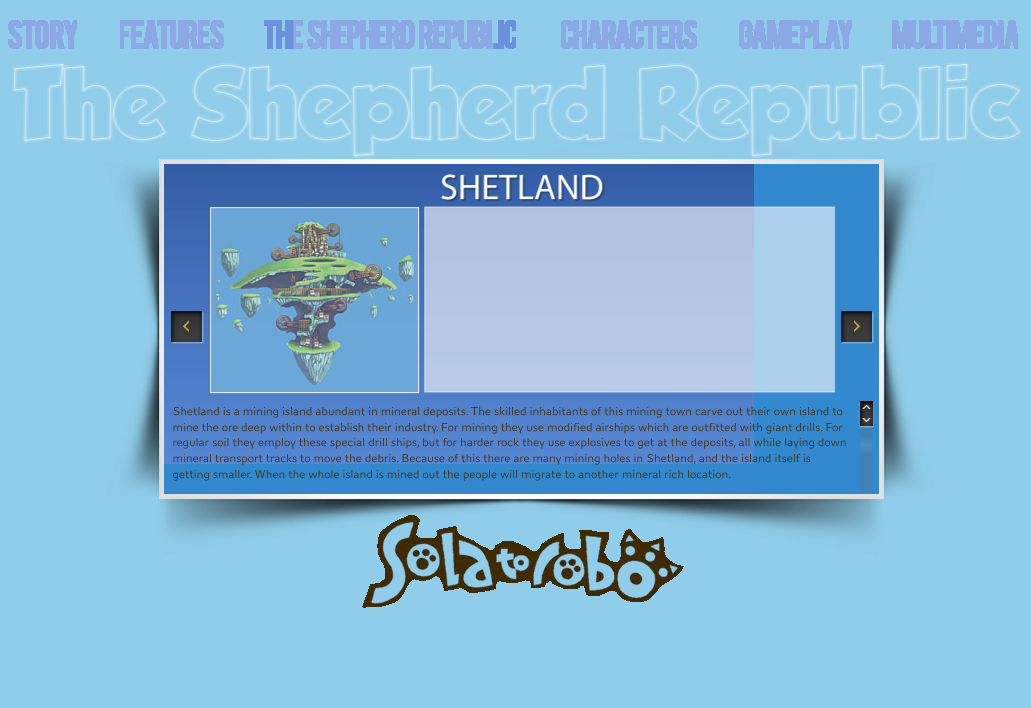 STORY FEATURES THE SHEPHERD REPUBLIC CHARACTERS GAMEPLAY MULTIMEDIA
The Shepherd Republic
SHETLAND
Shetland is a mining island abundant in mineral deposits. The skilled inhabitants of this mining town carve out their own island to
mine the ore deep within to establish their industry. For mining they use modified airships which are outfitted with giant drills. For
regular soil they employ these special drill ships, but for harder rock they use explosives to get at the deposits, all while laying down
mineral transport tracks to move the debris. Because of this there are many mining holes in Shetland, and the island itself is
getting smaller. When the whole island is mined out the people will migrate to another mineral rich location.
Solatorobo